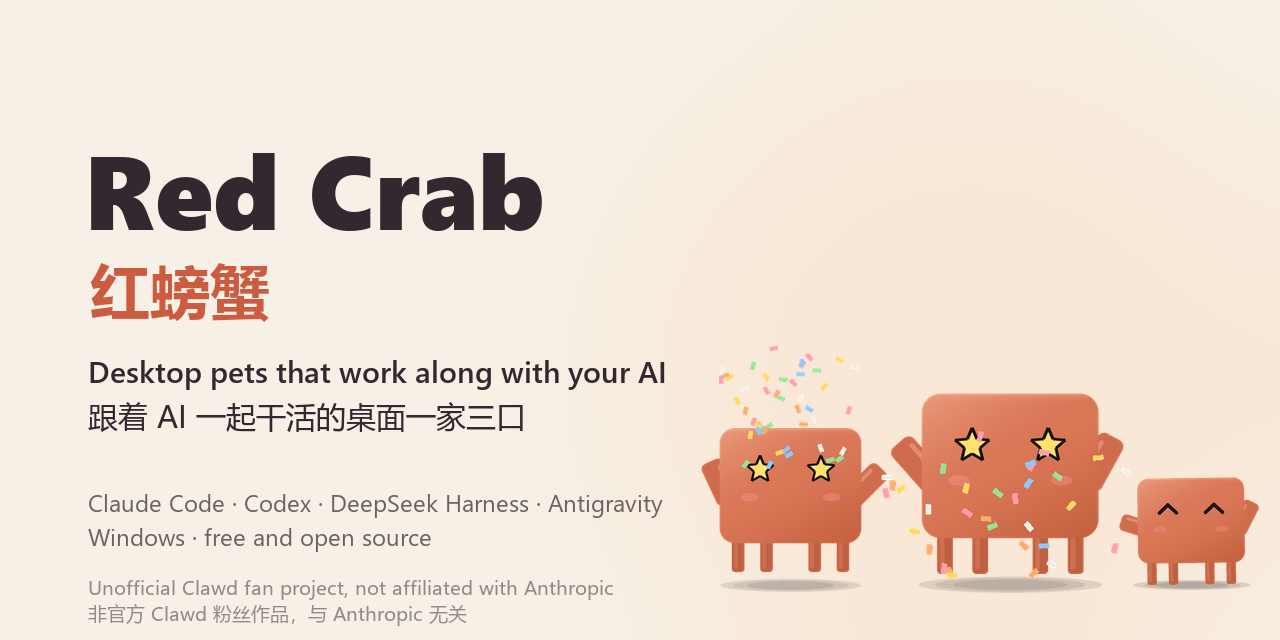 Red Crab
红螃蟹
Desktop pets that work along with your AI
跟着 AI 一起干活的桌面一家三口
Claude Code · Codex · DeepSeek Harness · Antigravity
Windows · free and open source
Unofficial Clawd fan project, not affiliated with Anthropic
非官方 Clawd 粉丝作品，与 Anthropic 无关